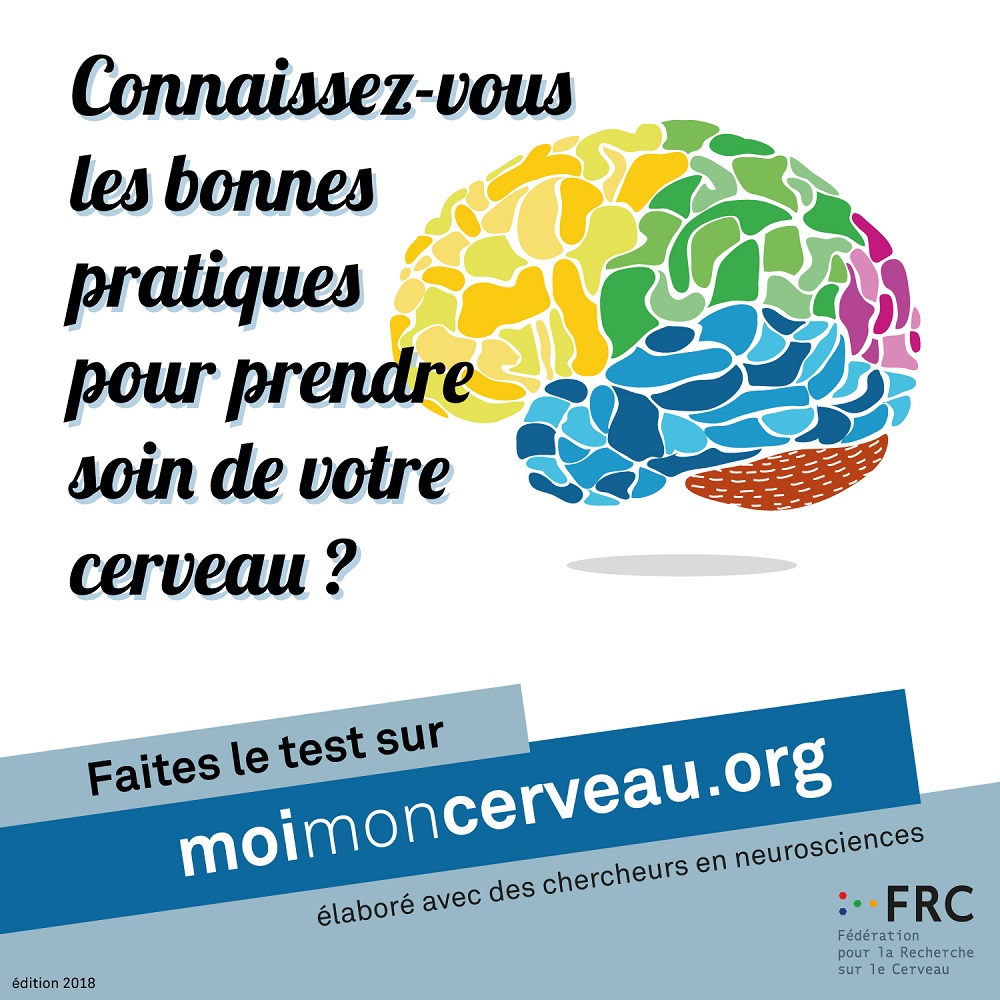 Connaissez-vous
les bonnes
pratiques
pour prendre
soin de votre
cerveau ?
Faites le test sur
moimoncerveau.org
élaboré avec des chercheurs en neurosciences
FRC
Fédération
pour la Recherche
sur le Cerveau
édition 2018